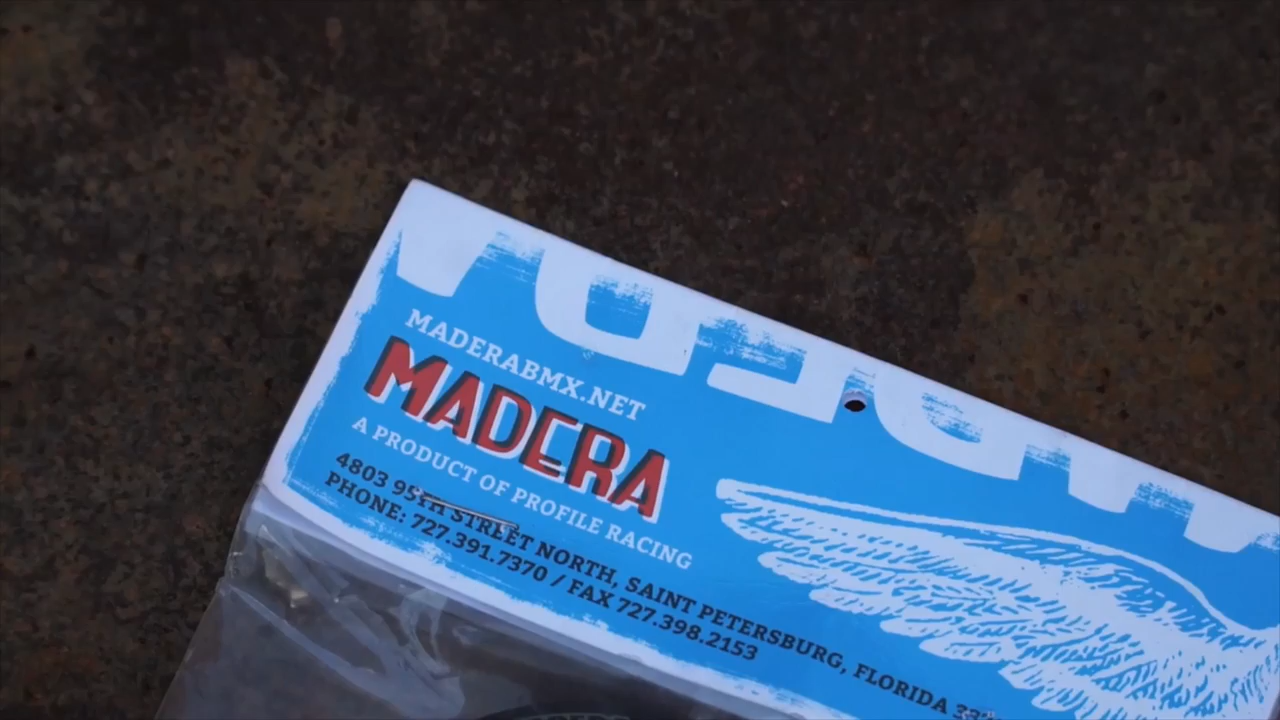 MADERABMX.NET
MADERA
A PRODUCT OF PROFILE RACING
4803 95TH STREET NORTH, SAINT PETERSBURG, FLORIDA
PHONE: 727.391.7370 / FAX 727.398.2153